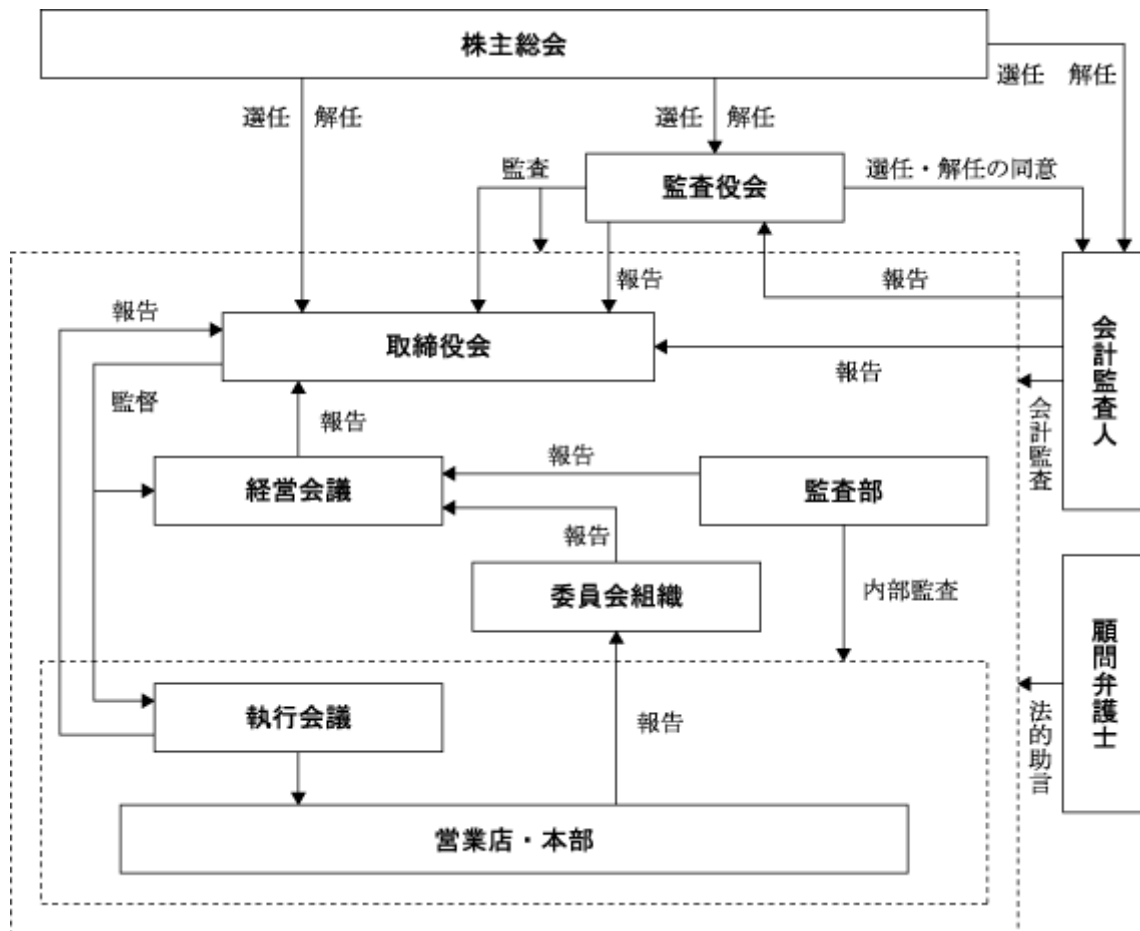 株主総会
選任 解任
選任 解任
選任 解任
監査
監査役会
選任・解任の同意
報告
報告
報告
取締役会
報告
会計監査人
監督
報告
会計監査
経営会議
報告
監査部
報告
委員会組織
内部監査
顧問弁護士
執行会議
報告
法的助言
営業店・本部